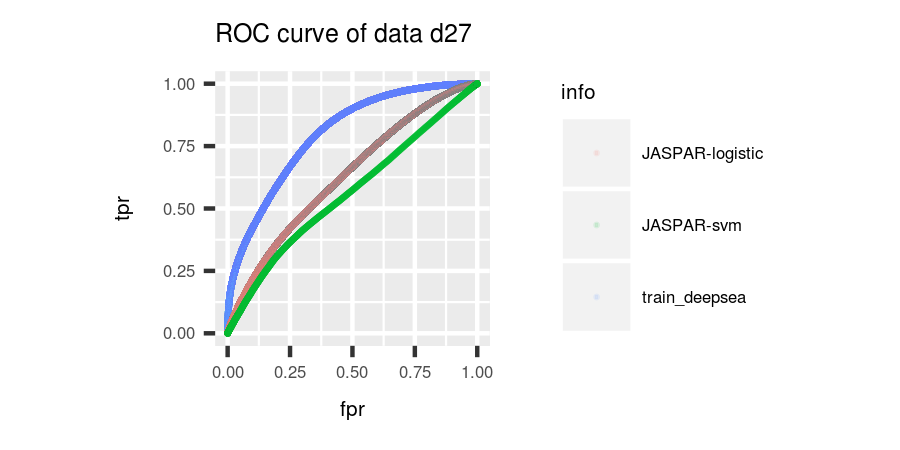 ROC curve of data d27
1.00
0.75
0.50
0.25
0.00
tpr
0.00 0.25 0.50 0.75 1.00
fpr
info
JASPAR-logistic
JASPAR-svm
train_deepsea